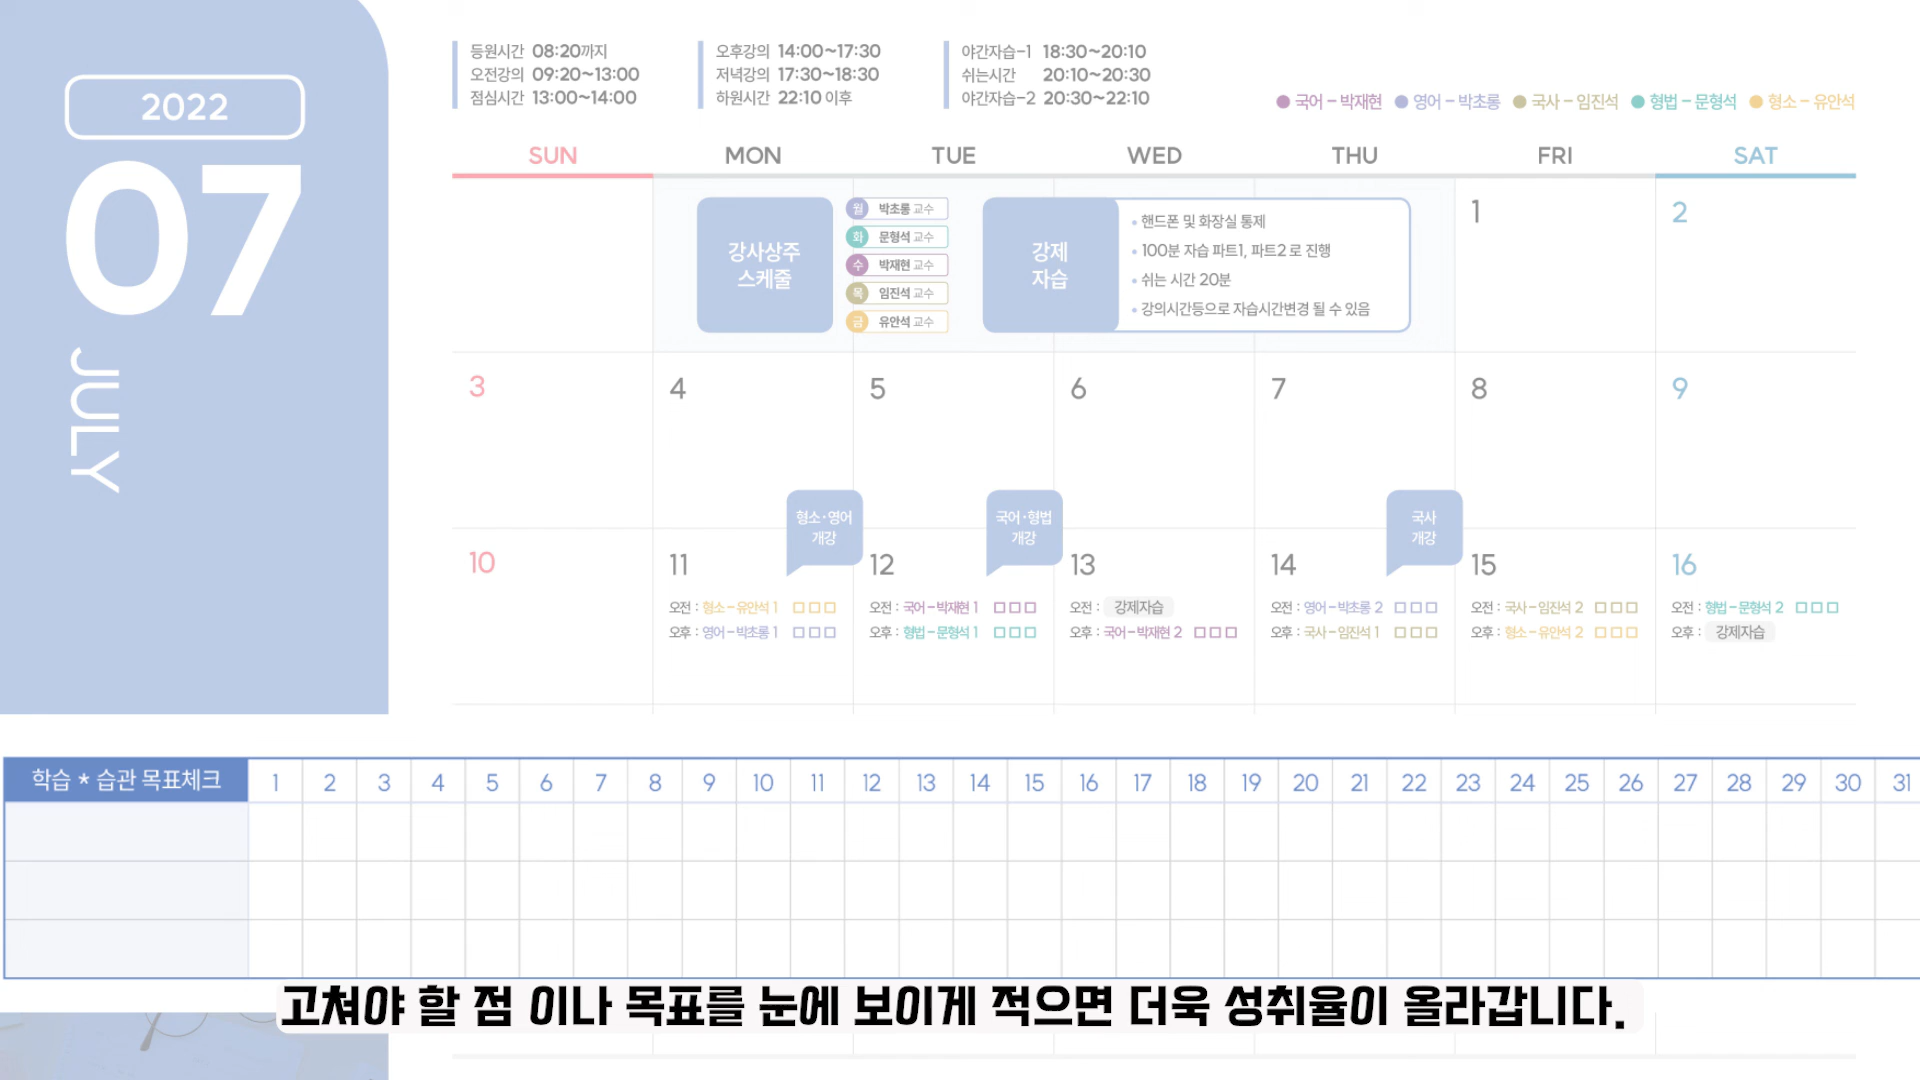 2022
07
JULY
등원시간 08:20까지
오전강의 09:20~13:00
점심시간 13:00~14:00
오후강의 14:00~17:30
저녁강의 17:30~18:30
하원시간 22:10 이후
야간자습-1 18:30~20:10
쉬는시간 20:10~20:30
야간자습-2 20:30~22:10
국어 - 박재현 영어 - 박초롱 국사 - 임진석 형법 - 문형석 형소 - 유안석
SUN MON TUE WED THU FRI SAT
강사상주
스케줄
월 박초롱 교수
화 문형석 교수
수 박재현 교수
목 임진석 교수
금 유안석 교수
강제
자습
• 핸드폰 및 화장실 통제
• 100분 자습 파트1, 파트2 로 진행
• 쉬는 시간 20분
• 강의시간등으로 자습시간변경 될 수 있음
1 2
3 4 5 6 7 8 9
형소·영어
개강
국어·형법
개강
국사
개강
10 11 12 13 14 15 16
오전 : 형소 - 유안석 1
오후 : 영어 - 박초롱 1
오전 : 국어 - 박재현 1
오후 : 형법 - 문형석 1
오전 : 강제자습
오후 : 국어 - 박재현 2
오전 : 영어 - 박초롱 2
오후 : 국사 - 임진석 1
오전 : 국사 - 임진석 2
오후 : 형소 - 유안석 2
오전 : 형법 - 문형석 2
오후 : 강제자습
학습 * 습관 목표체크 1 2 3 4 5 6 7 8 9 10 11 12 13 14 15 16 17 18 19 20 21 22 23 24 25 26 27 28 29 30 31
고쳐야 할 점 이나 목표를 눈에 보이게 적으면 더욱 성취율이 올라갑니다.